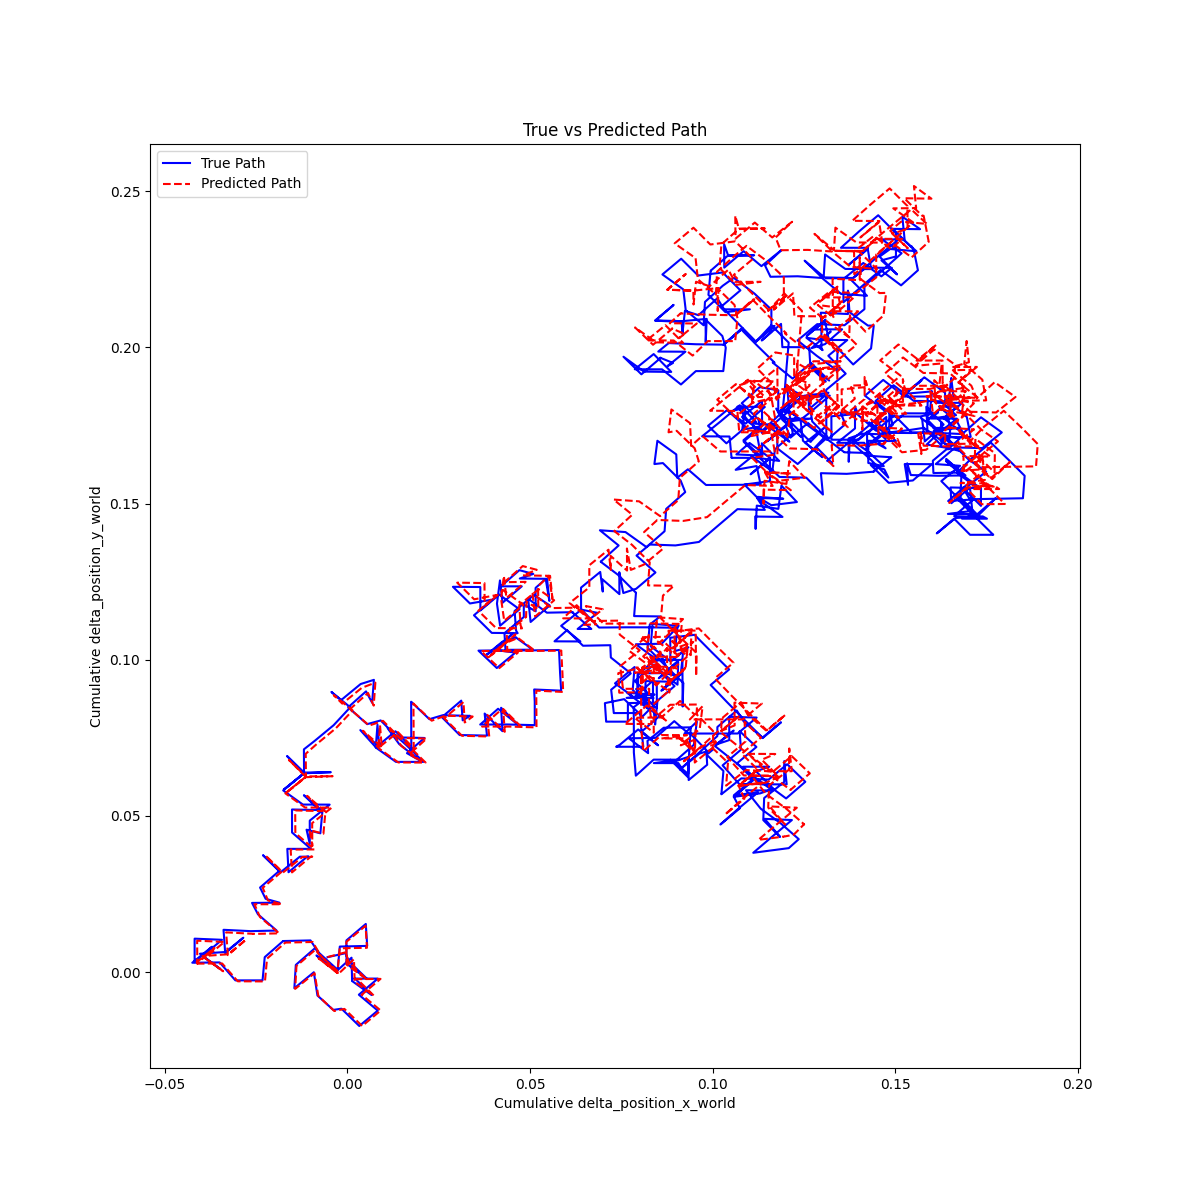 True vs Predicted Path
True Path
Predicted Path
0.25
0.20
0.15
0.10
0.05
0.00
Cumulative delta_position_y_world
−0.05
0.00
0.05
0.10
0.15
0.20
Cumulative delta_position_x_world